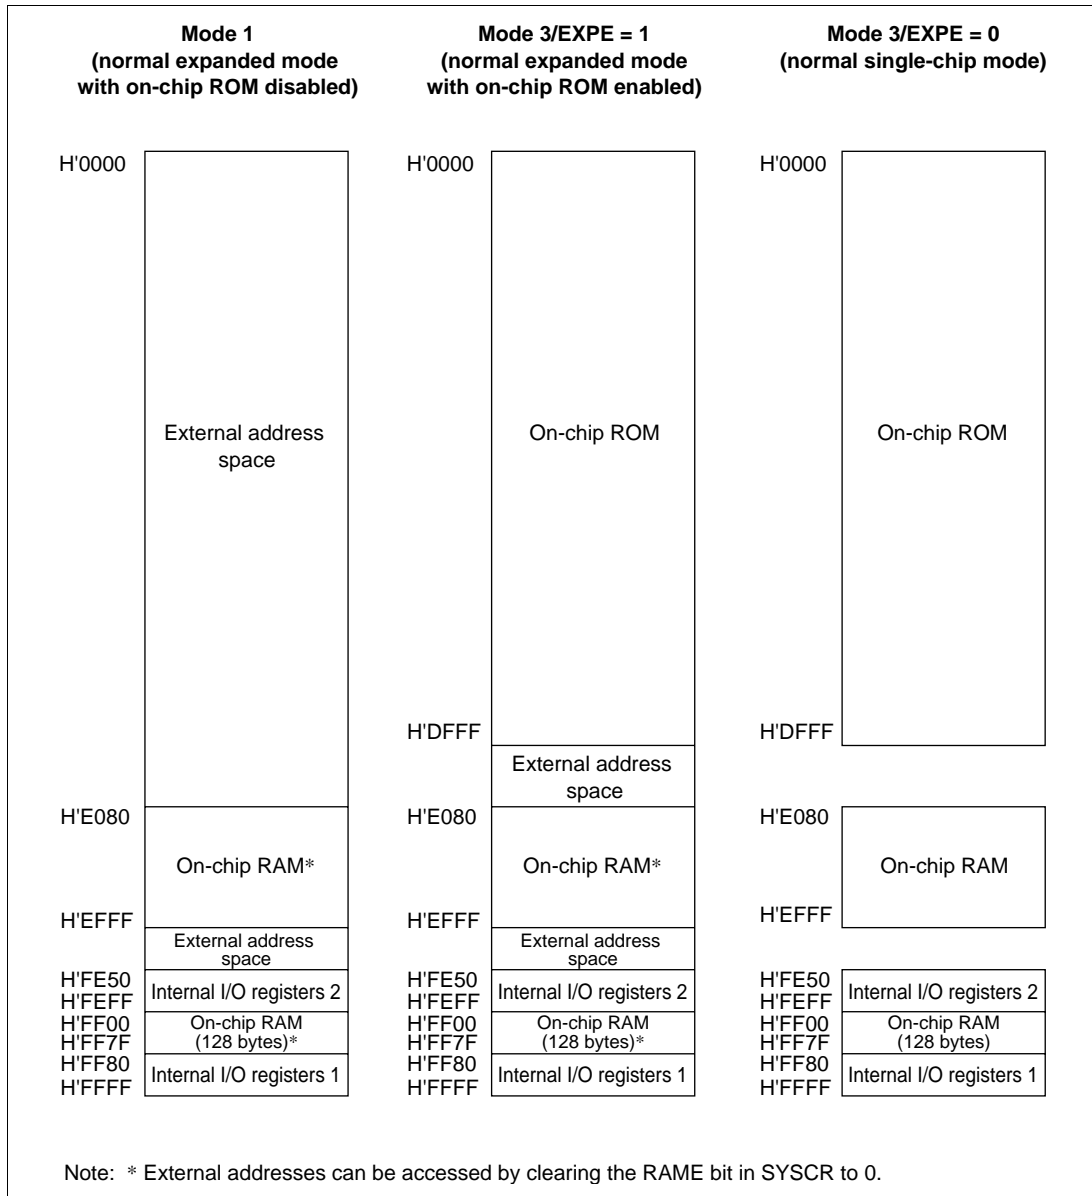 Mode 1
(normal expanded mode
with on-chip ROM disabled)
H'0000
External address
space
H'E080
On-chip RAM*
H'EFFF
External address
space
H'FE50
H'FEFF
Internal I/O registers 2
H'FF00
H'FF7F
On-chip RAM
(128 bytes)*
H'FF80
H'FFFF
Internal I/O registers 1
Mode 3/EXPE = 1
(normal expanded mode
with on-chip ROM enabled)
H'0000
On-chip ROM
H'DFFF
External address
space
H'E080
On-chip RAM*
H'EFFF
External address
space
H'FE50
H'FEFF
Internal I/O registers 2
H'FF00
H'FF7F
On-chip RAM
(128 bytes)*
H'FF80
H'FFFF
Internal I/O registers 1
Mode 3/EXPE = 0
(normal single-chip mode)
H'0000
On-chip ROM
H'DFFF
H'E080
On-chip RAM
H'EFFF
H'FE50
H'FEFF
Internal I/O registers 2
H'FF00
H'FF7F
On-chip RAM
(128 bytes)
H'FF80
H'FFFF
Internal I/O registers 1
Note: * External addresses can be accessed by clearing the RAME bit in SYSCR to 0.